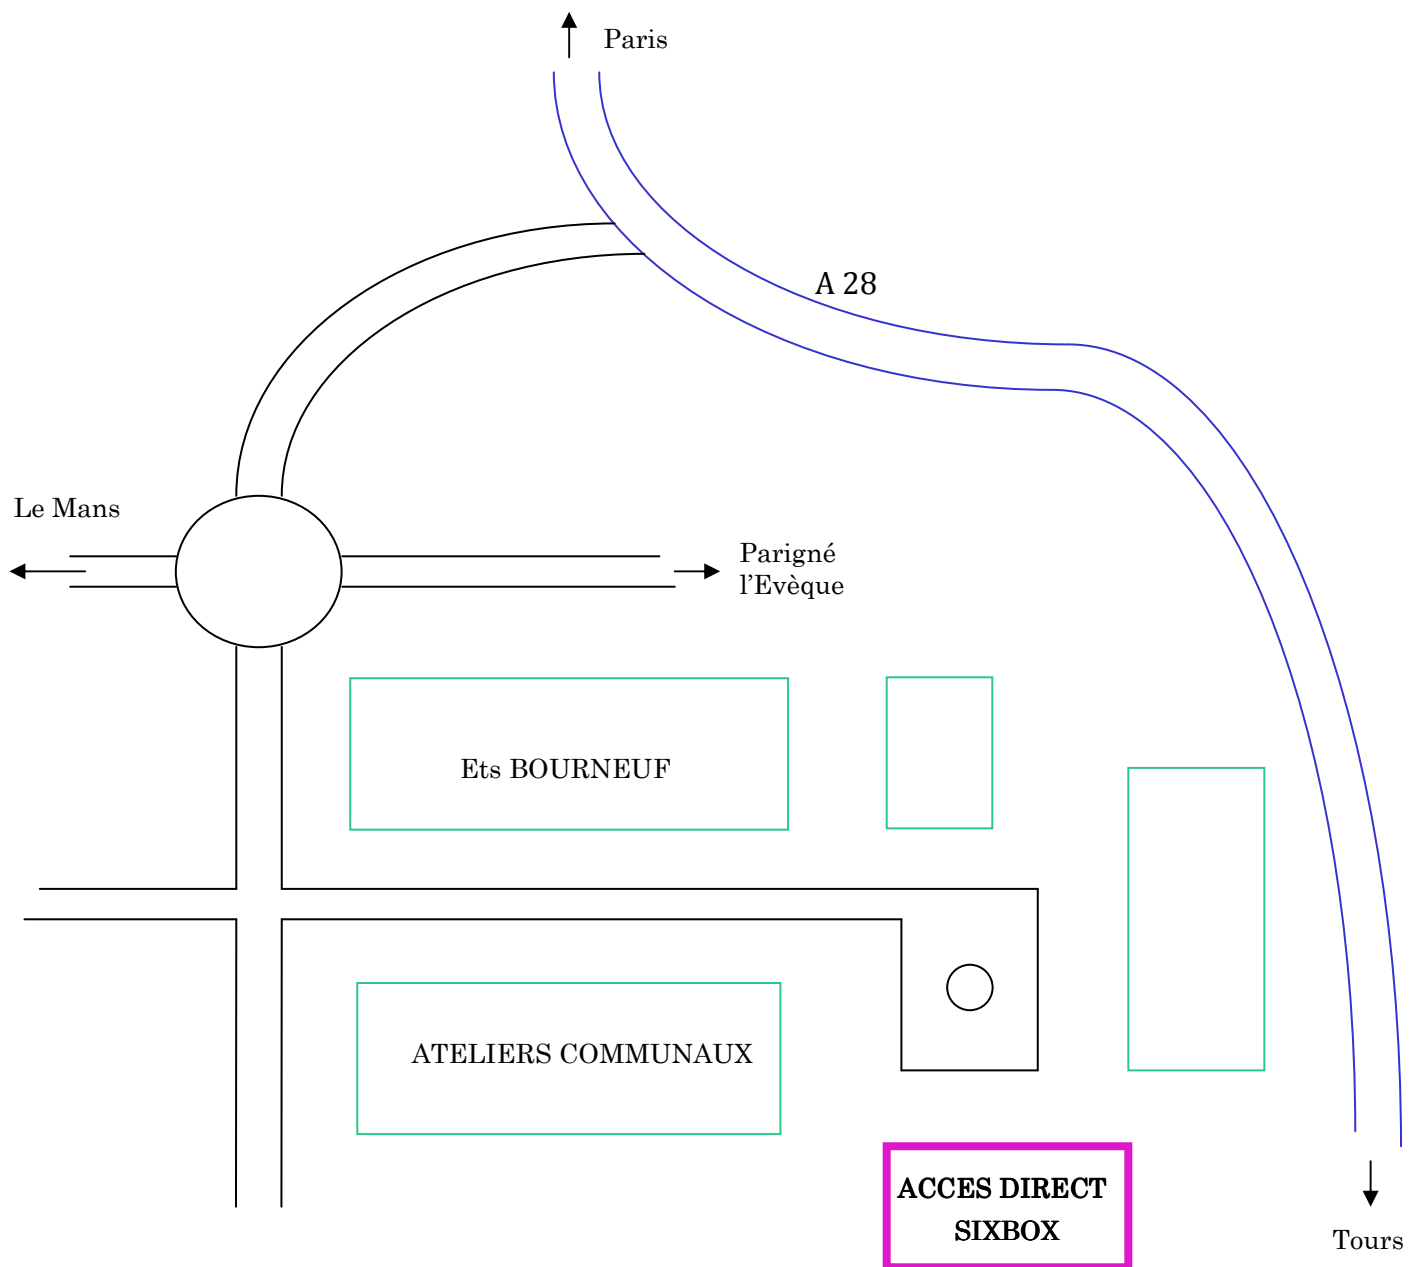 Paris
A 28
Le Mans
Parigné
l'Evèque
Ets BOURNEUF
ATELIERS COMMUNAUX
ACCES DIRECT
SIXBOX
Tours